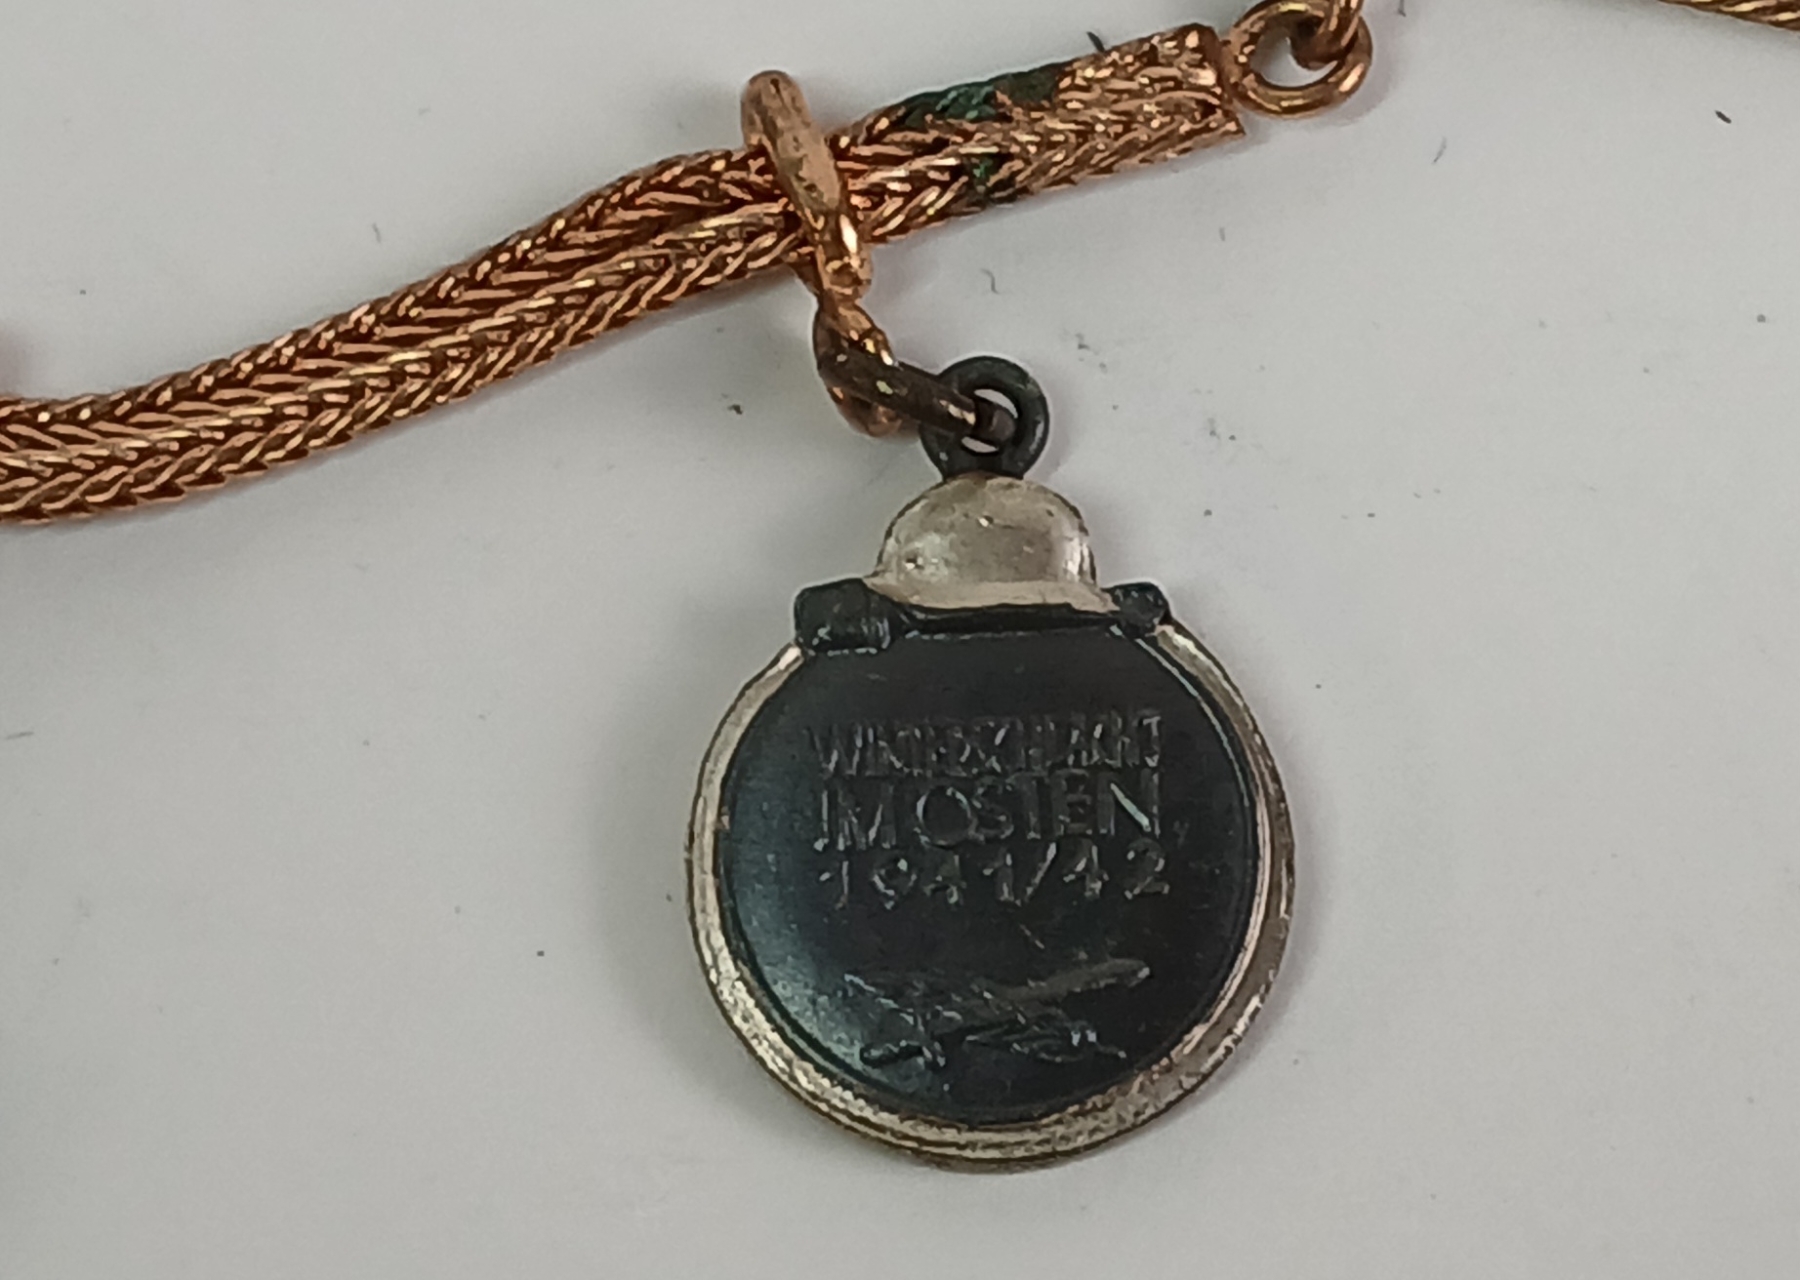 WINTERSCHLACHT
IM OSTEN
1941/42